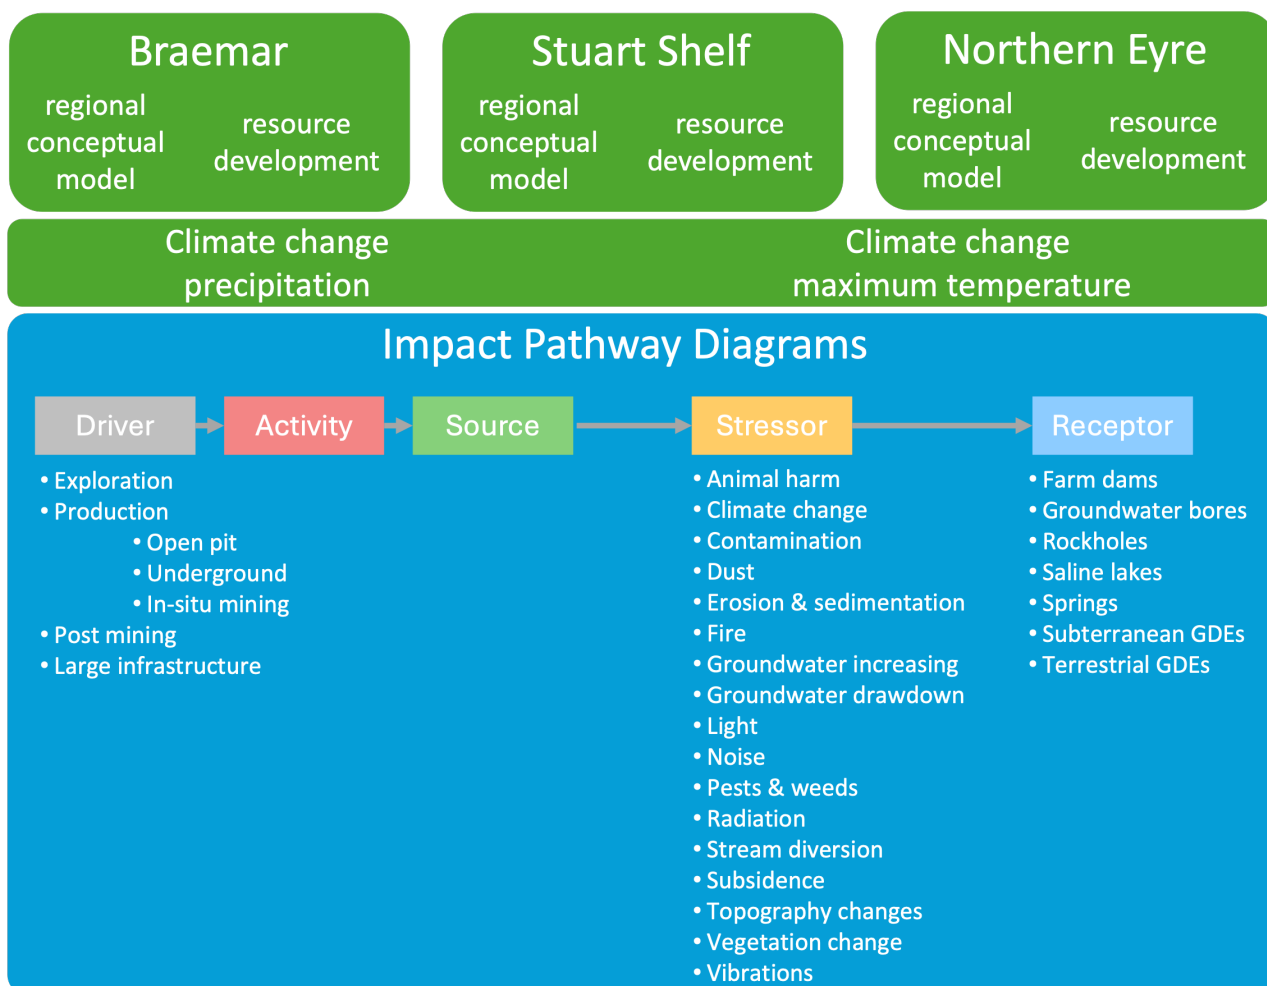 Braemar
regional
conceptual
model
resource
development
Stuart Shelf
regional
conceptual
model
resource
development
Northern Eyre
regional
conceptual
model
resource
development
Climate change
precipitation
Climate change
maximum temperature
Impact Pathway Diagrams
Driver
• Exploration
• Production
• Open pit
• Underground
• In-situ mining
• Post mining
• Large infrastructure
Activity
Source
Stressor
• Animal harm
• Climate change
• Contamination
• Dust
• Erosion & sedimentation
• Fire
• Groundwater increasing
• Groundwater drawdown
• Light
• Noise
• Pests & weeds
• Radiation
• Stream diversion
• Subsidence
• Topography changes
• Vegetation change
• Vibrations
Receptor
• Farm dams
• Groundwater bores
• Rockholes
• Saline lakes
• Springs
• Subterranean GDEs
• Terrestrial GDEs